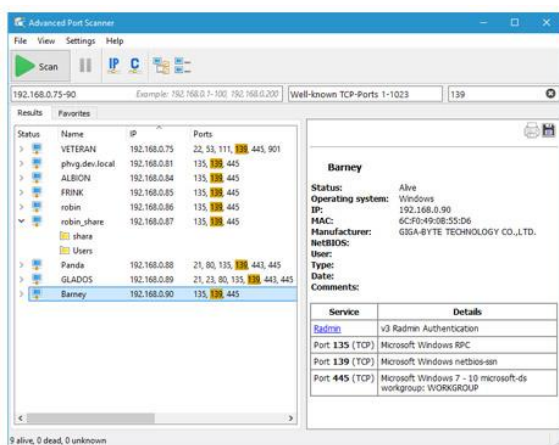 Advanced Port Scanner
File View Settings Help
Scan IP C
192.168.0.75-90 Example: 192.168.0.1-100, 192.168.0.200 Well-known TCP-Ports 1-1023 139
Results Favorites
Status Name IP Ports
VETERAN 192.168.0.75 22, 53, 111, 139, 445, 901
phvg.dev.local 192.168.0.81 135, 139, 445
ALBION 192.168.0.84 135, 139, 445
FRINK 192.168.0.85 135, 139, 445
robin 192.168.0.86 135, 139, 445
robin_share 192.168.0.87 135, 139, 445
shara
Users
Panda 192.168.0.88 21, 80, 135, 139, 443, 445
GLADOS 192.168.0.89 21, 23, 80, 135, 139, 443, 445
Barney 192.168.0.90 135, 139, 445
Barney
Status: Alive
Operating system: Windows
IP: 192.168.0.90
MAC: 6C:F0:49:08:55:D6
Manufacturer: GIGA-BYTE TECHNOLOGY CO.,LTD.
NetBIOS:
User:
Type:
Date:
Comments:
Service Details
Radmin v3 Radmin Authentication
Port 135 (TCP) Microsoft Windows RPC
Port 139 (TCP) Microsoft Windows netbios-ssn
Port 445 (TCP) Microsoft Windows 7 - 10 microsoft-ds
workgroup: WORKGROUP
9 alive, 0 dead, 0 unknown